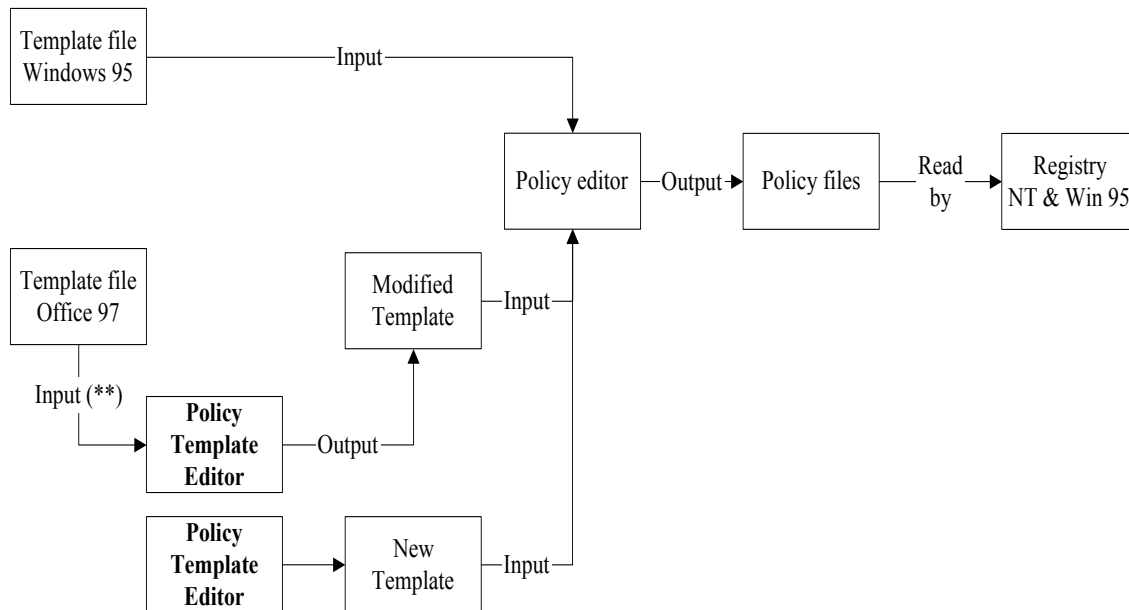 Template file
Windows 95
Input
Policy editor
Output
Policy files
Read
by
Registry
NT & Win 95
Template file
Office 97
Modified
Template
Input
Input (**)
Policy
Template
Editor
Output
Policy
Template
Editor
New
Template
Input